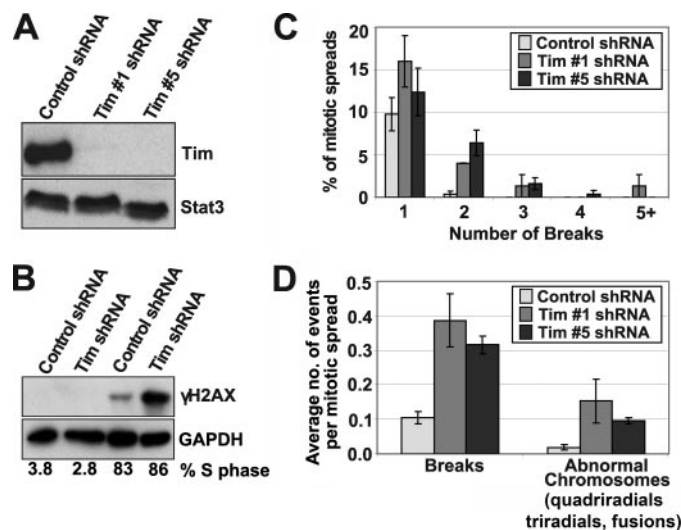 A
Control shRNA
Tim #1 shRNA
Tim #5 shRNA
Tim
Stat3
B
Control shRNA
Tim shRNA
Control shRNA
Tim shRNA
γH2AX
GAPDH
3.8 2.8 83 86 % S phase
C
% of mitotic spreads
20
15
10
5
0
Control shRNA
Tim #1 shRNA
Tim #5 shRNA
1 2 3 4 5+
Number of Breaks
D
Average no. of events
per mitotic spread
0.5
0.4
0.3
0.2
0.1
0.0
Control shRNA
Tim #1 shRNA
Tim #5 shRNA
Breaks
Abnormal
Chromosomes
(quadriradials
triradials, fusions)